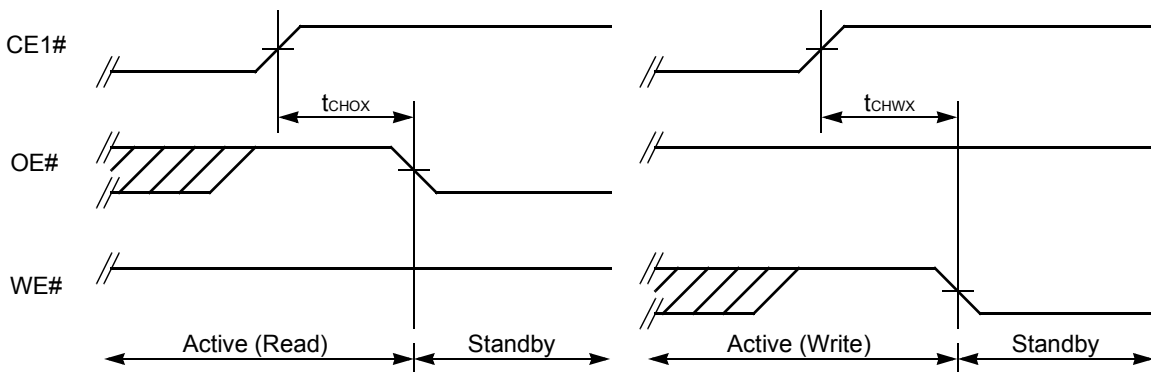 CE1#
tCHOX
tCHWX
OE#
WE#
Active (Read)
Standby
Active (Write)
Standby